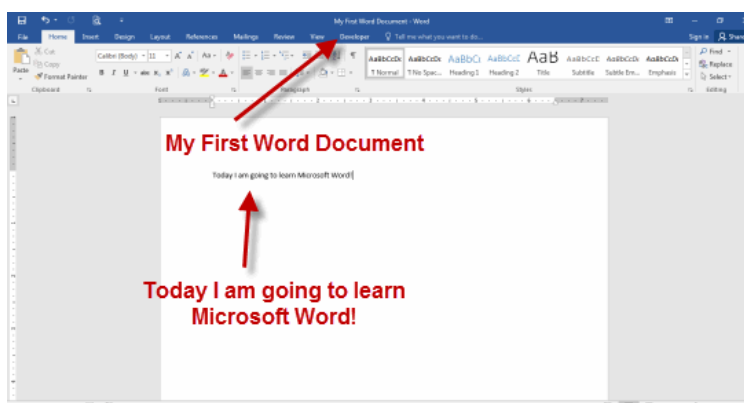 My First Word Document - Word
File Home Insert Design Layout References Mailings Review View Developer Tell me what you want to do... Sign in Share
Cut
Copy
Format Painter
Paste
Calibri (Body) 11
AaBbCcDc AaBbCcDc AaBbCc AaBbCcC AaB AaBbCcC AaBbCcDc AaBbCcDc
¶ Normal ¶ No Spac... Heading 1 Heading 2 Title Subtitle Subtle Em... Emphasis
Find
Replace
Select
Clipboard Font Paragraph Styles Editing
My First Word Document
Today I am going to learn Microsoft Word!
Today I am going to learn
Microsoft Word!